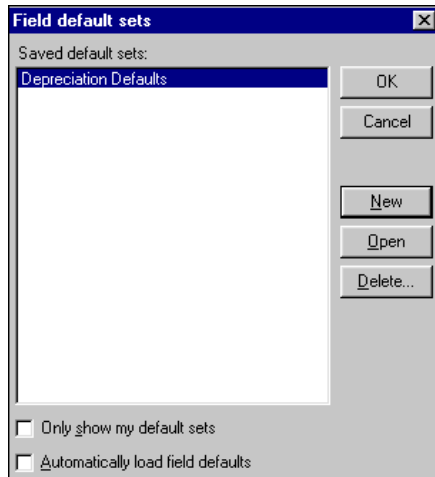 Field default sets
Saved default sets:
Depreciation Defaults
OK
Cancel
New
Open
Delete...
Only show my default sets
Automatically load field defaults